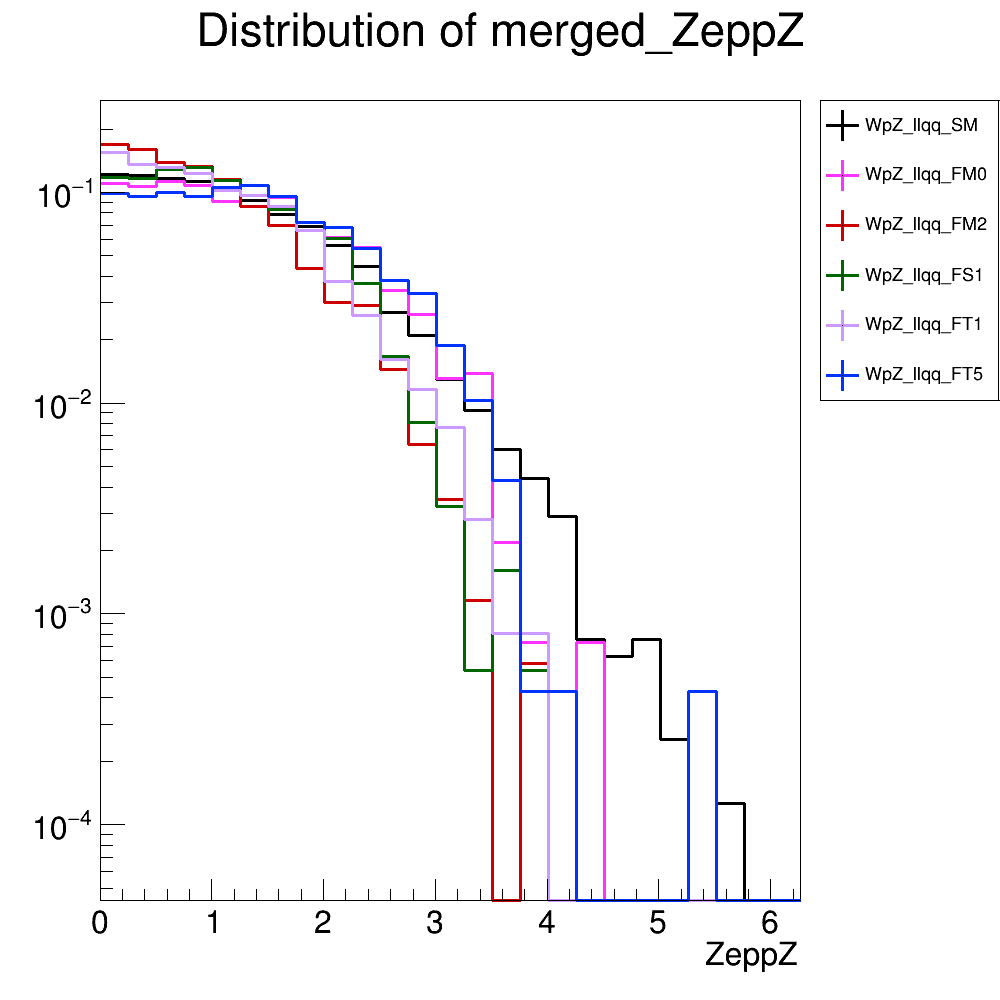 Distribution of merged_ZeppZ
WpZ_llqq_SM
WpZ_llqq_FM0
WpZ_llqq_FM2
WpZ_llqq_FS1
WpZ_llqq_FT1
WpZ_llqq_FT5
10⁻¹
10⁻²
10⁻³
10⁻⁴
0 1 2 3 4 5 6
ZeppZ